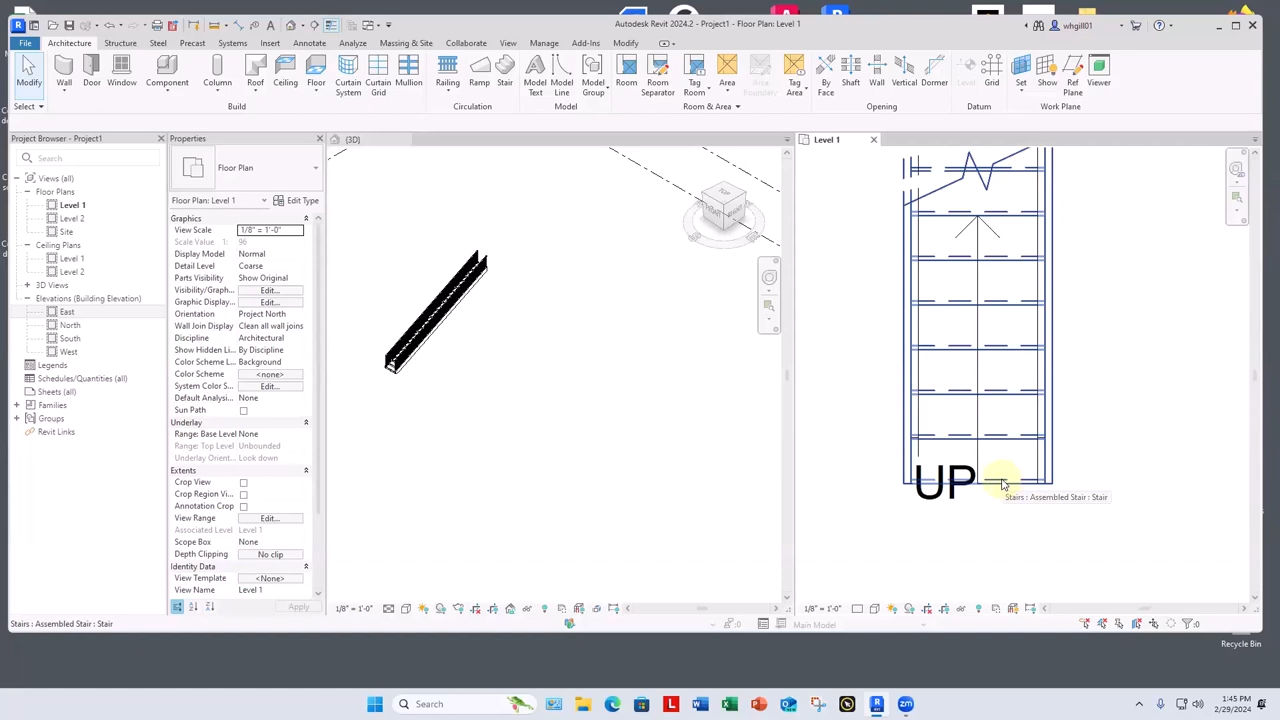 Autodesk Revit 2024.2 - Project1 - Floor Plan: Level 1
whgill01
File Architecture Structure Steel Precast Systems Insert Annotate Analyze Massing & Site Collaborate View Manage Add-Ins Modify
Modify Wall Door Window Component Column Roof Ceiling Floor Curtain System Curtain Grid Mullion Railing Ramp Stair Model Text Model Line Model Group Room Room Separator Tag Room Area Area Boundary Tag Area By Face Shaft Wall Vertical Dormer Level Grid Set Show Ref Plane Viewer
Select Build Circulation Model Room & Area Opening Datum Work Plane
Project Browser - Project1
Search
Views (all)
Floor Plans
Level 1
Level 2
Site
Ceiling Plans
Level 1
Level 2
3D Views
Elevations (Building Elevation)
East
North
South
West
Legends
Schedules/Quantities (all)
Sheets (all)
Families
Groups
Revit Links
Properties
Floor Plan
Floor Plan: Level 1 Edit Type
Graphics
View Scale 1/8" = 1'-0"
Scale Value 1: 96
Display Model Normal
Detail Level Coarse
Parts Visibility Show Original
Visibility/Graph... Edit...
Graphic Display... Edit...
Orientation Project North
Wall Join Display Clean all wall joins
Discipline Architectural
Show Hidden Li... By Discipline
Color Scheme L... Background
Color Scheme <none>
System Color S... Edit...
Default Analysi... None
Sun Path
Underlay
Range: Base Level None
Range: Top Level Unbounded
Underlay Orien... Look down
Extents
Crop View
Crop Region Vi...
Annotation Crop
View Range Edit...
Associated Level Level 1
Scope Box None
Depth Clipping No clip
Identity Data
View Template <None>
View Name Level 1
Apply
{3D}
TOP
1/8" = 1'-0"
Level 1
UP
Stairs : Assembled Stair : Stair
1/8" = 1'-0"
Stairs : Assembled Stair : Stair
:0
Main Model
:0
Recycle Bin
Search
1:45 PM
2/29/2024